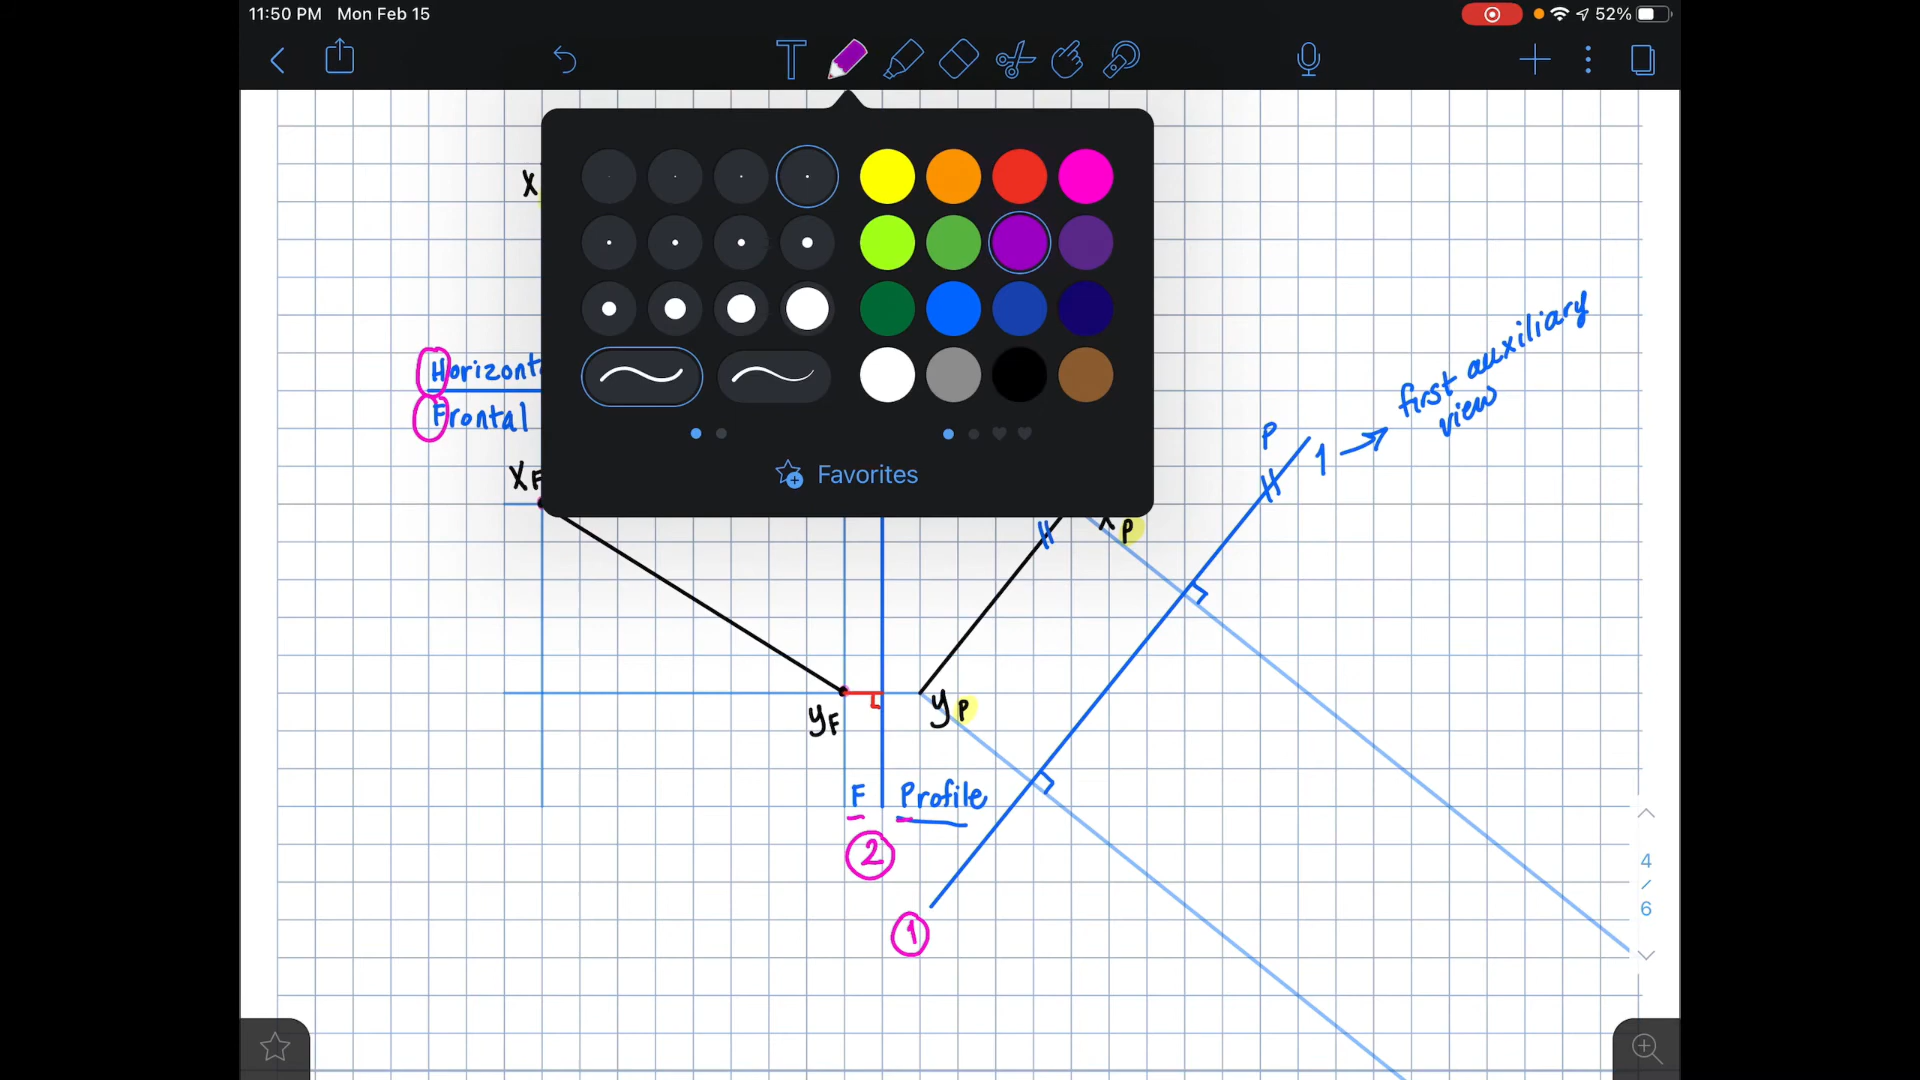 11:50 PM Mon Feb 15
52%
T
X
Horizont
Frontal
XF
Favorites
P
1
first auxiliary
view
XP
yF
yP
F Profile
2
1
4
/
6